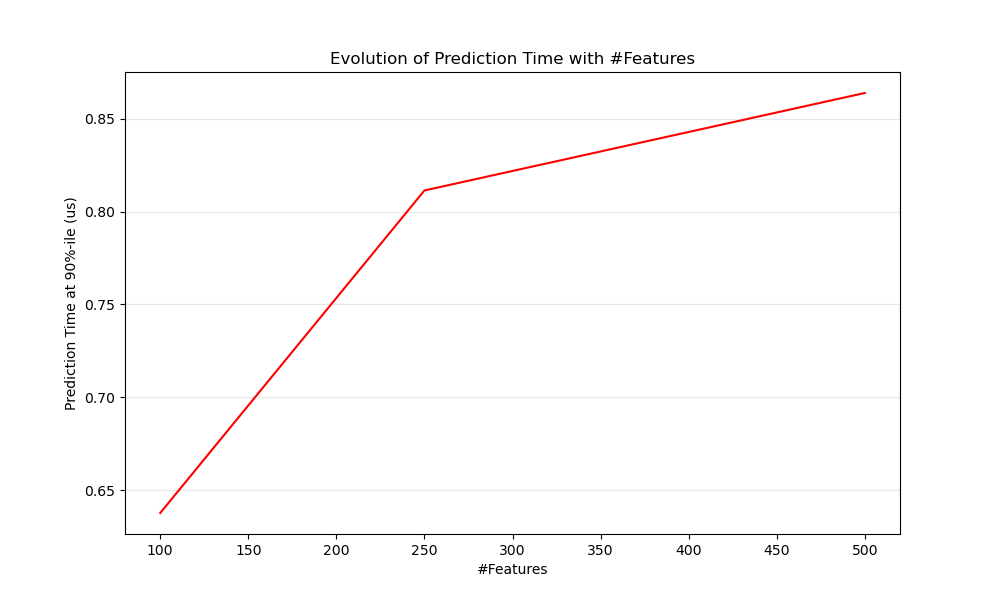 Evolution of Prediction Time with #Features
Prediction Time at 90%-ile (us)
0.85
0.80
0.75
0.70
0.65
100 150 200 250 300 350 400 450 500
#Features